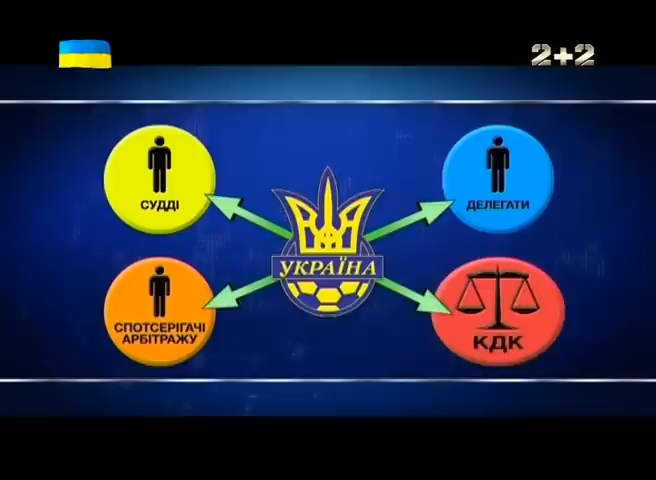 2+2
СУДДІ
ДЕЛЕГАТИ
УКРАЇНА
СПОТСЕРІГАЧІ
АРБІТРАЖУ
КДК